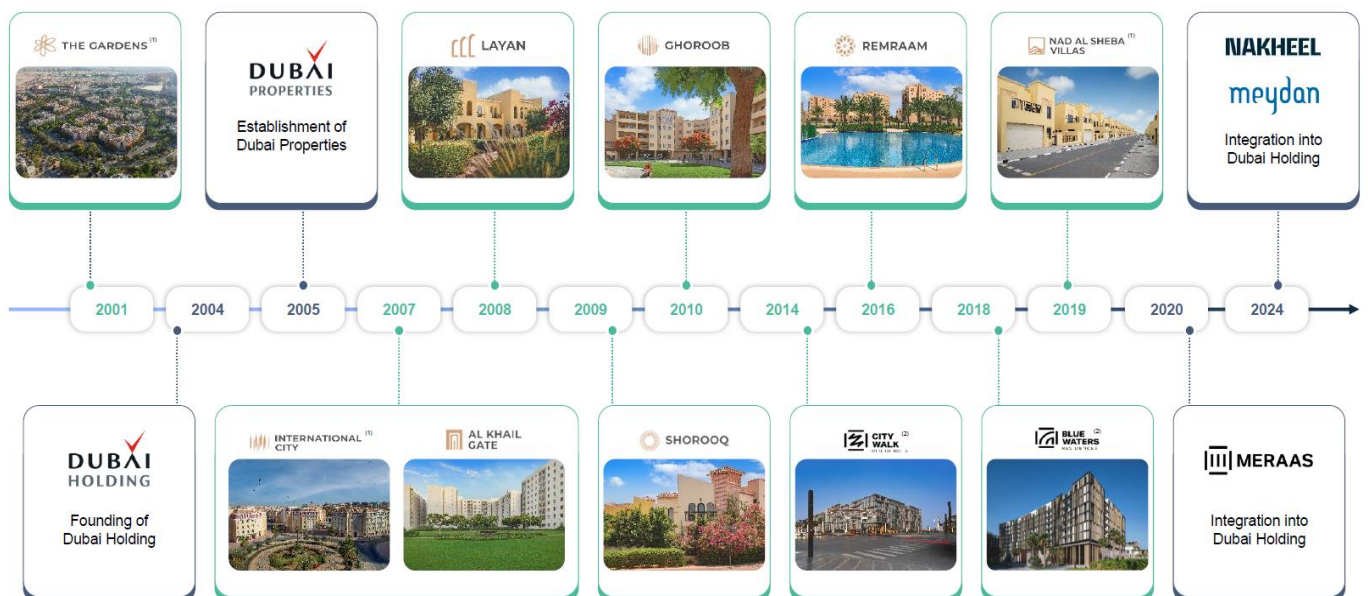 THE GARDENS (1)
DUBAI
PROPERTIES
Establishment of
Dubai Properties
LAYAN
GHOROOB
REMRAAM
NAD AL SHEBA (1)
VILLAS
NAKHEEL
meydan
Integration into
Dubai Holding
2001
2004
2005
2007
2008
2009
2010
2014
2016
2018
2019
2020
2024
DUBAI
HOLDING
Founding of
Dubai Holding
INTERNATIONAL (1)
CITY
AL KHAIL
GATE
SHOROOQ
CITY (2)
WALK
BLUE (2)
WATERS
RESIDENCES
MERAAS
Integration into
Dubai Holding